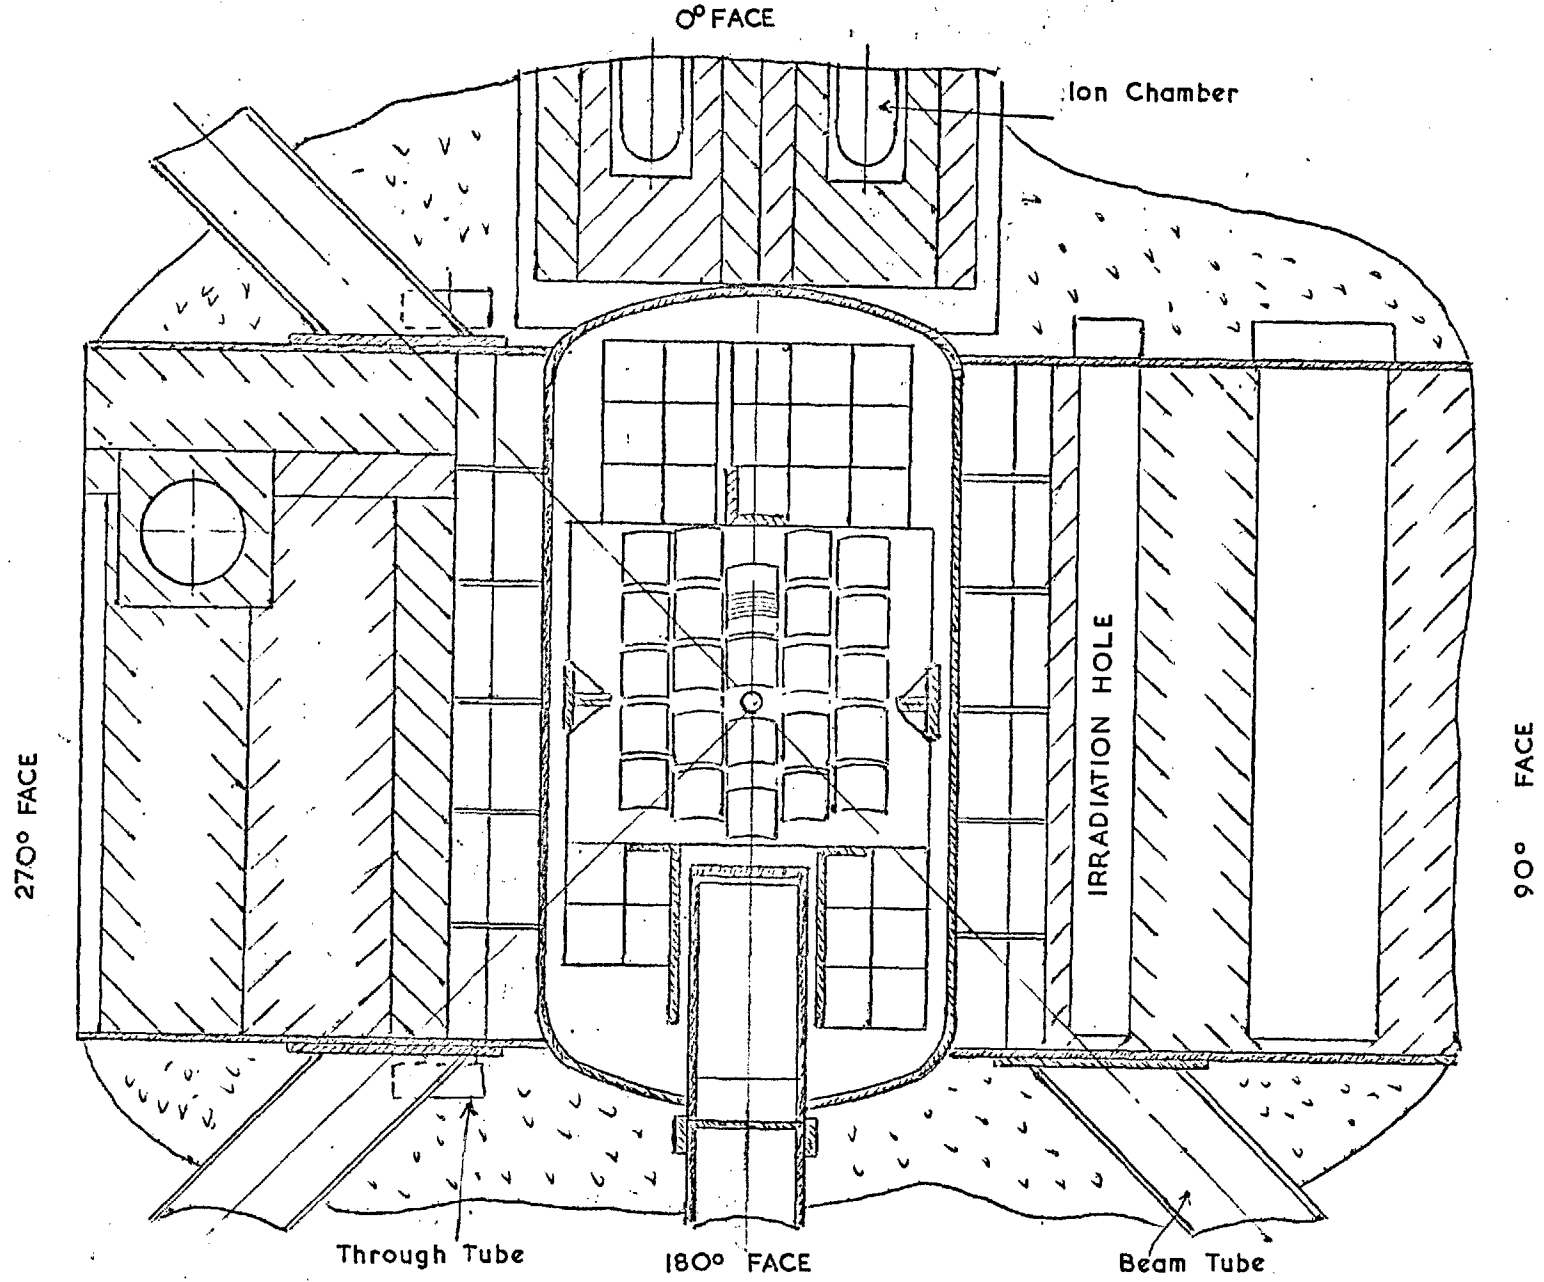 0° FACE
Ion Chamber
IRRADIATION HOLE
270° FACE
90° FACE
Through Tube
180° FACE
Beam Tube